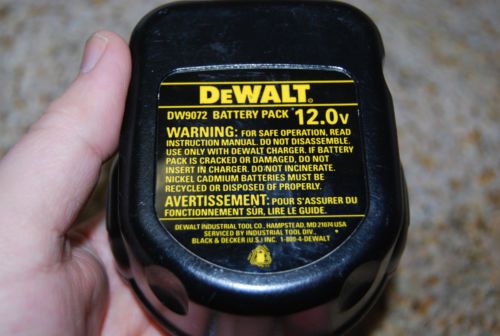 DEWALT®
DW9072 BATTERY PACK 12.0v
WARNING: FOR SAFE OPERATION, READ
INSTRUCTION MANUAL. DO NOT DISASSEMBLE.
USE ONLY WITH DEWALT CHARGER. IF BATTERY
PACK IS CRACKED OR DAMAGED, DO NOT
INSERT IN CHARGER. DO NOT INCINERATE.
NICKEL CADMIUM BATTERIES MUST BE
RECYCLED OR DISPOSED OF PROPERLY.
AVERTISSEMENT: POUR S'ASSURER DU
FONCTIONNEMENT SÛR, LIRE LE GUIDE.
DEWALT INDUSTRIAL TOOL CO., HAMPSTEAD, MD 21074 USA
SERVICED BY INDUSTRIAL TOOL DIV.,
BLACK & DECKER (U.S.) INC. 1-800-4-DEWALT